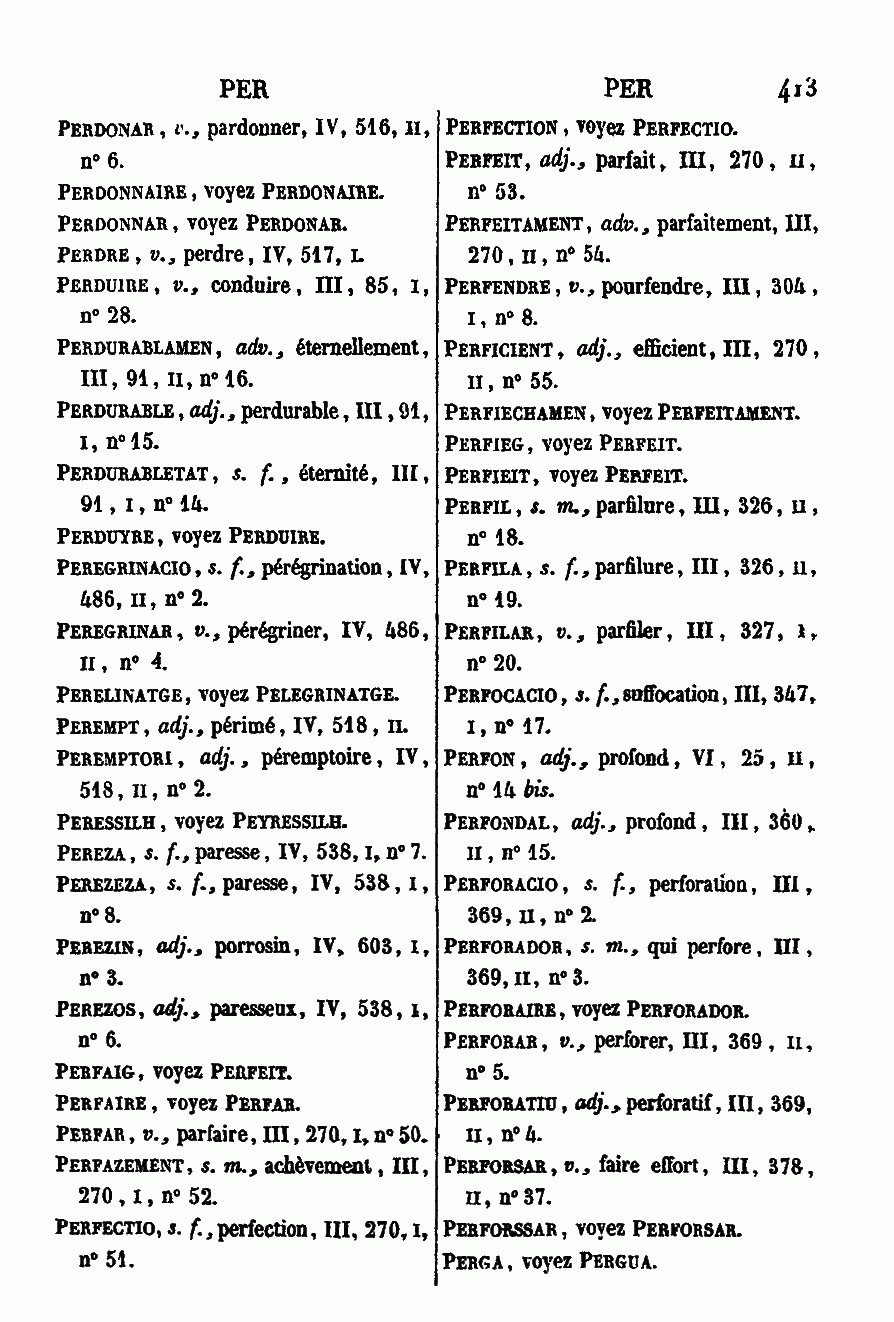 PER
PER 413
PERDONAR, v., pardonner, IV, 516, II,
n° 6.
PERDONNAIRE, voyez PERDONAIRE.
PERDONNAR, voyez PERDONAR.
PERDRE, v., perdre, IV, 517, I.
PERDUIRE, v., conduire, III, 85, I,
n° 28.
PERDURABLAMEN, adv., éternellement,
III, 91, II, n° 16.
PERDURABLE, adj., perdurable, III, 91,
I, n° 15.
PERDURABLETAT, s. f., éternité, III,
91, I, n° 14.
PERDUYRE, voyez PERDUIRE.
PEREGRINACIO, s. f., pérégrination, IV,
486, II, n° 2.
PEREGRINAR, v., pérégriner, IV, 486,
II, n° 4.
PERELINATGE, voyez PELEGRINATGE.
PEREMPT, adj., périmé, IV, 518, II.
PEREMPTORI, adj., péremptoire, IV,
518, II, n° 2.
PERESSILH, voyez PEYRESSILH.
PEREZA, s. f., paresse, IV, 538, I, n° 7.
PEREZEZA, s. f., paresse, IV, 538, I,
n° 8.
PEREZIN, adj., porrosin, IV, 603, I,
n° 3.
PEREZOS, adj., paresseux, IV, 538, I,
n° 6.
PERFAIG, voyez PERFEIT.
PERFAIRE, voyez PERFAR.
PERFAR, v., parfaire, III, 270, I, n° 50.
PERFAZEMENT, s. m., achèvement, III,
270, I, n° 52.
PERFECTIO, s. f., perfection, III, 270, I,
n° 51.
PERFECTION, voyez PERFECTIO.
PERFEIT, adj., parfait, III, 270, II,
n° 53.
PERFEITAMENT, adv., parfaitement, III,
270, II, n° 54.
PERFENDRE, v., pourfendre, III, 304,
I, n° 8.
PERFICIENT, adj., efficient, III, 270,
II, n° 55.
PERFIECHAMEN, voyez PERFEITAMENT.
PERFIEG, voyez PERFEIT.
PERFIEIT, voyez PERFEIT.
PERFIL, s. m., parfilure, III, 326, II,
n° 18.
PERFILA, s. f., parfilure, III, 326, II,
n° 19.
PERFILAR, v., parfiler, III, 327, I,
n° 20.
PERFOCACIO, s. f., suffocation, III, 347,
I, n° 17.
PERFON, adj., profond, VI, 25, II,
n° 14 bis.
PERFONDAL, adj., profond, III, 360,
II, n° 15.
PERFORACIO, s. f., perforation, III,
369, II, n° 2.
PERFORADOR, s. m., qui perfore, III,
369, II, n° 3.
PERFORAIRE, voyez PERFORADOR.
PERFORAR, v., perforer, III, 369, II,
n° 5.
PERFORATIU, adj., perforatif, III, 369,
II, n° 4.
PERFORSAR, v., faire effort, III, 378,
II, n° 37.
PERFORSSAR, voyez PERFORSAR.
PERGA, voyez PERGUA.